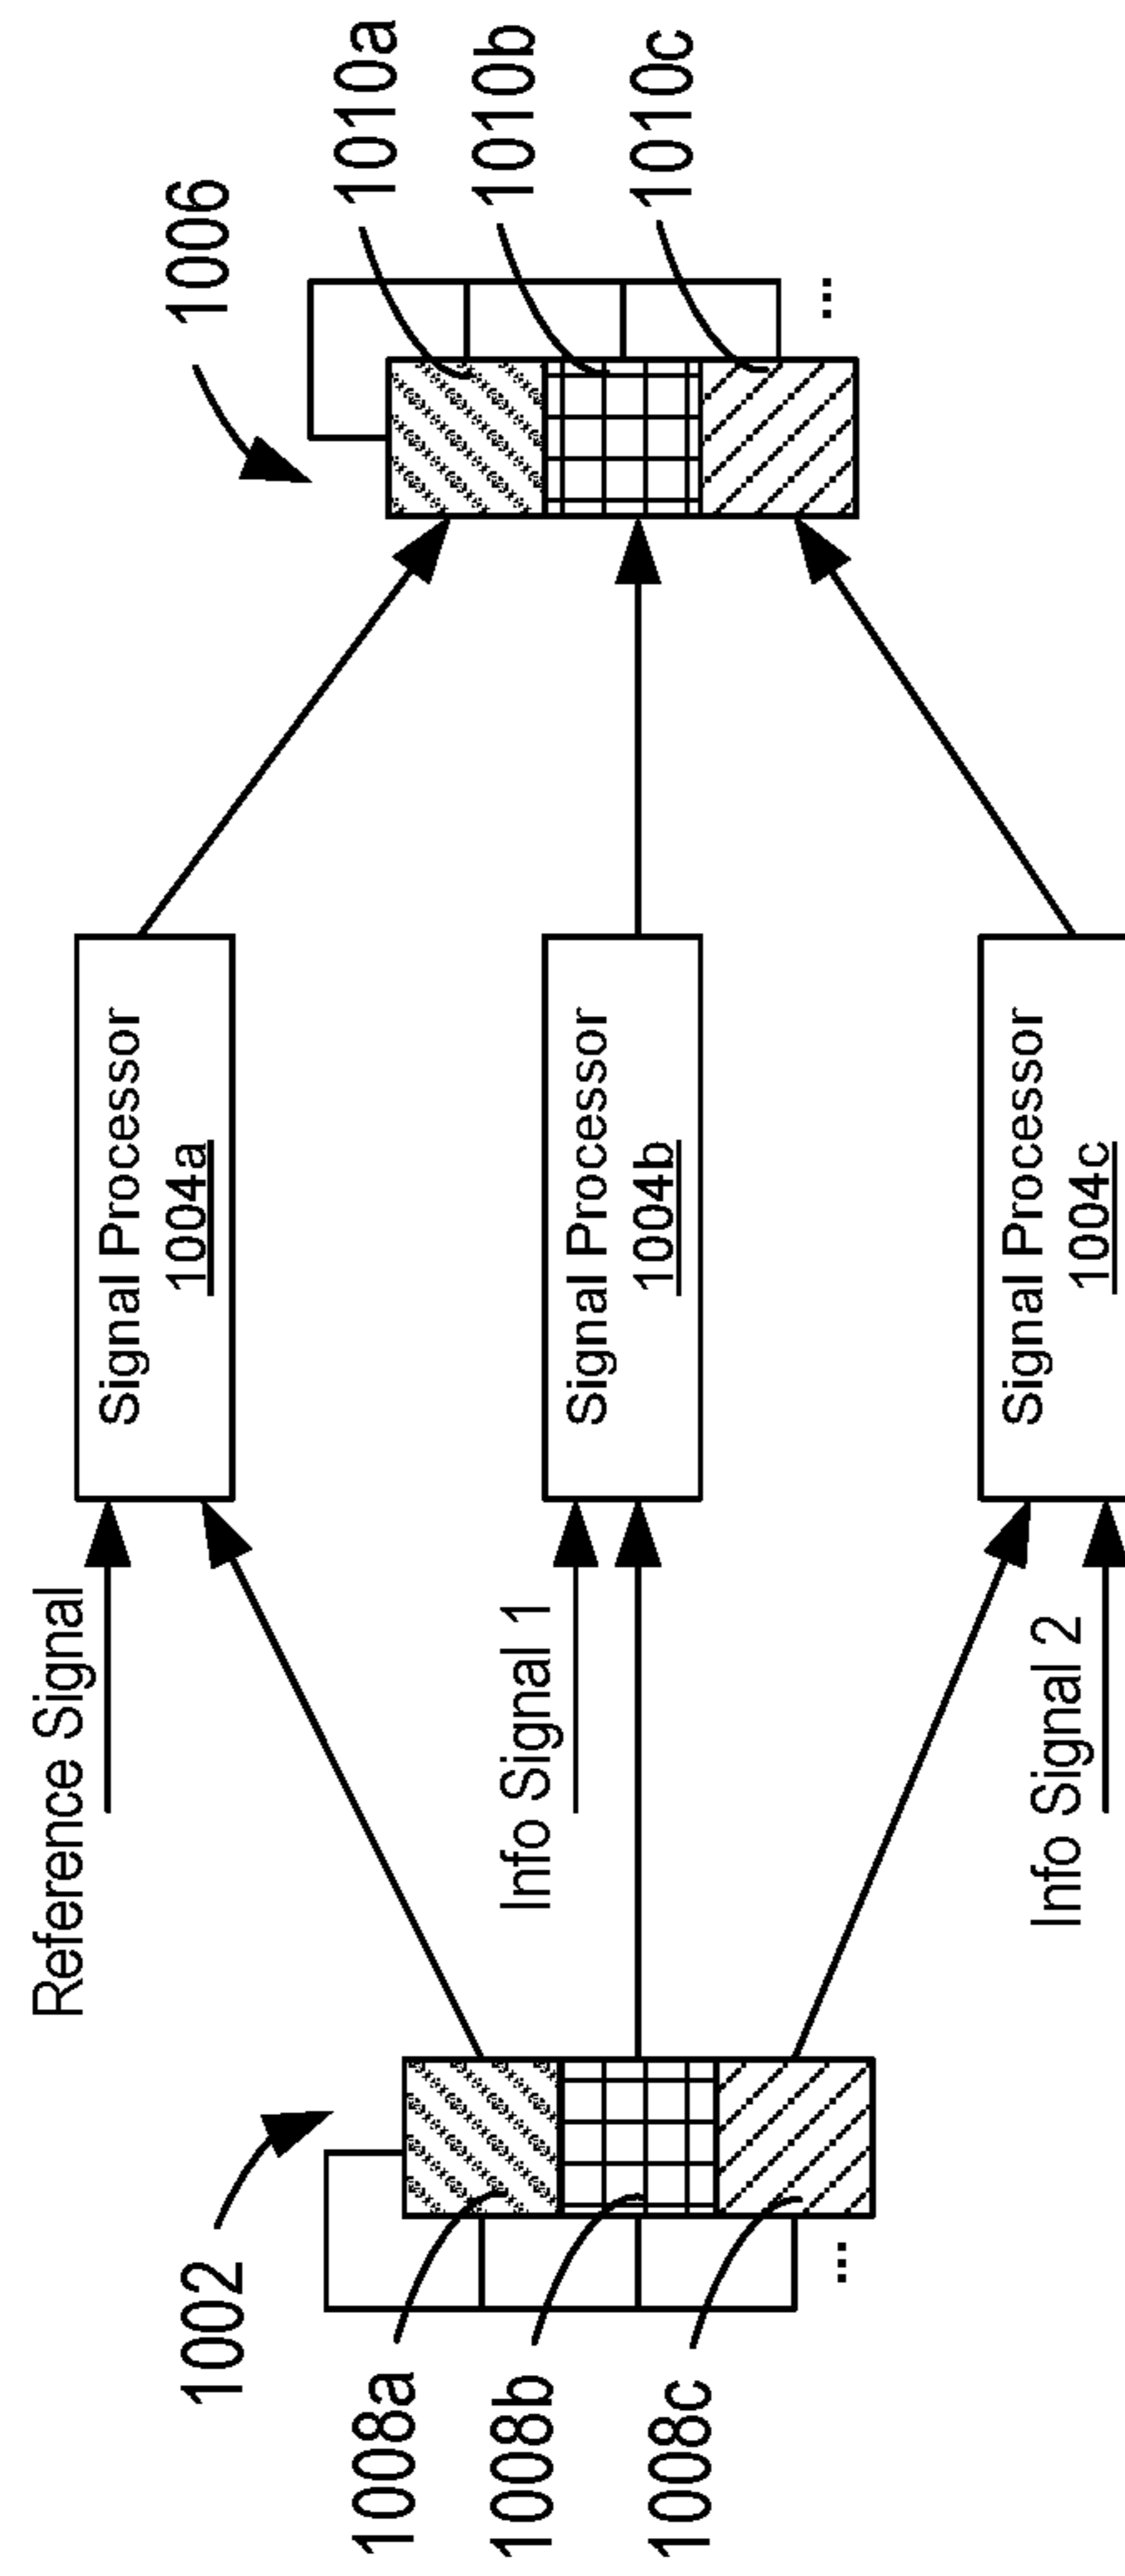 Reference Signal
Signal Processor
1004a
1006
1010a
1010b
1010c
...
1002
1008a
1008b
1008c
...
Info Signal 1
Signal Processor
1004b
Info Signal 2
Signal Processor
1004c